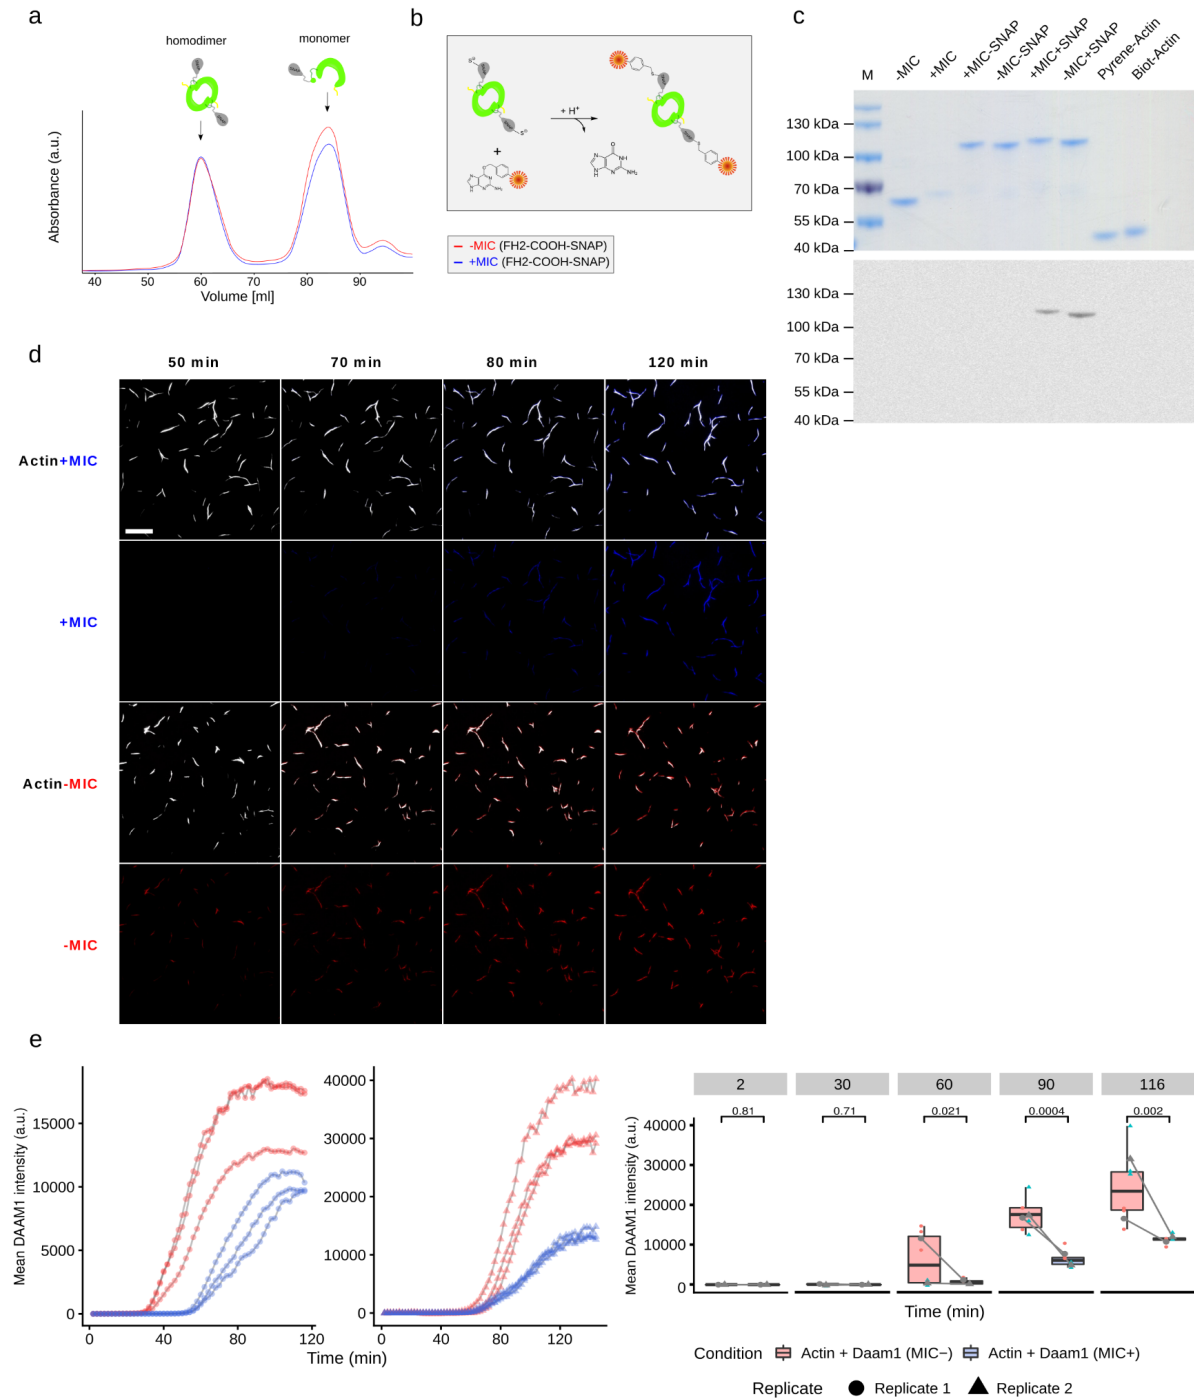 a
homodimer
monomer
Absorbance (a.u.)
40
50
60
70
80
90
Volume [ml]
b
S⁻
+
+ H⁺
-MIC (FH2-COOH-SNAP)
+MIC (FH2-COOH-SNAP)
c
M
-MIC
+MIC
+MIC-SNAP
-MIC-SNAP
+MIC+SNAP
-MIC+SNAP
Pyrene-Actin
Biot-Actin
130 kDa
100 kDa
70 kDa
55 kDa
40 kDa
130 kDa
100 kDa
70 kDa
55 kDa
40 kDa
d
50 min
70 min
80 min
120 min
Actin+MIC
+MIC
Actin-MIC
-MIC
e
Mean DAAM1 intensity (a.u.)
15000
10000
5000
0
0
40
80
120
40000
30000
20000
10000
0
0
40
80
120
Time (min)
2
30
60
90
116
0.81
0.71
0.021
0.0004
0.002
Mean DAAM1 intensity (a.u.)
40000
30000
20000
10000
0
Time (min)
Condition Actin + Daam1 (MIC−) Actin + Daam1 (MIC+)
Replicate Replicate 1 Replicate 2